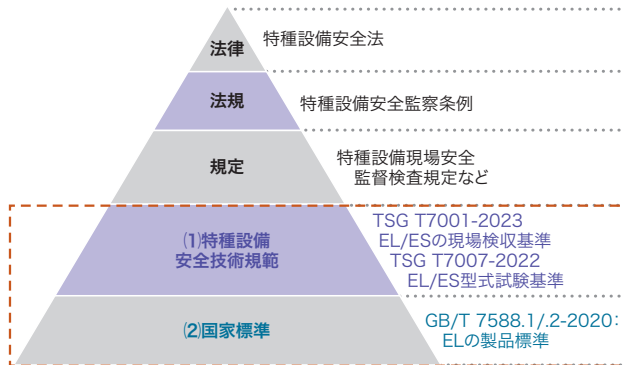 法律
特種設備安全法
法規
特種設備安全監察条例
規定
特種設備現場安全
監督検査規定など
(1)特種設備
安全技術規範
TSG T7001-2023
EL/ESの現場検収基準
TSG T7007-2022
EL/ES型式試験基準
(2)国家標準
GB/T 7588.1/.2-2020：
ELの製品標準